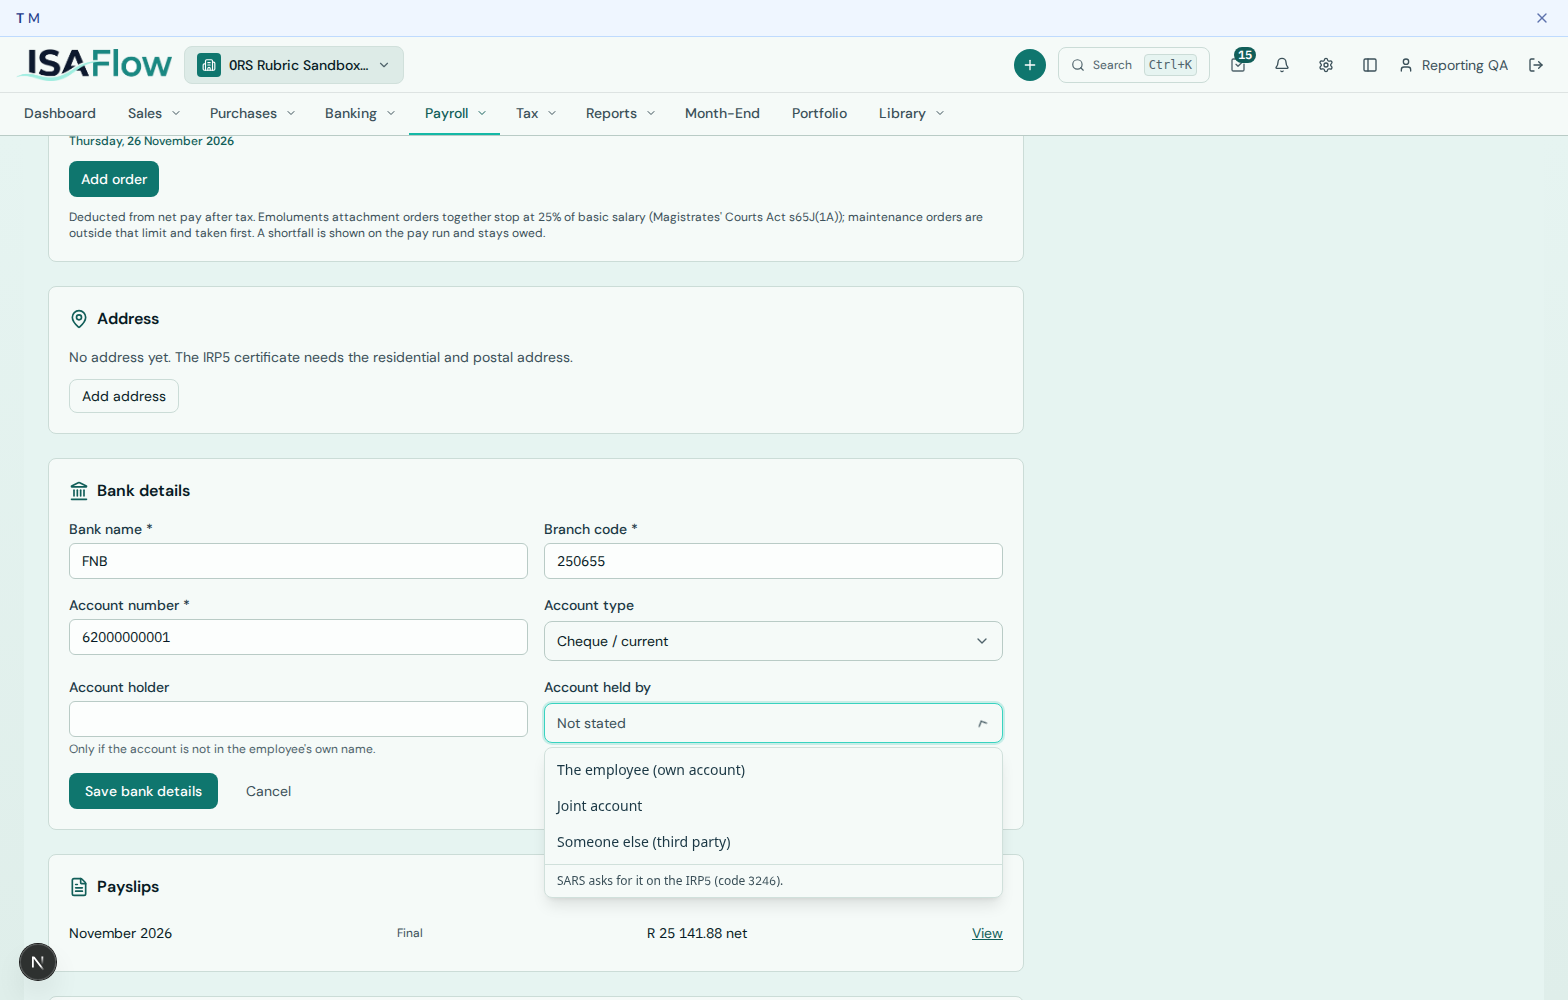 T M
ISAFlow
0RS Rubric Sandbox…
Search Ctrl+K
15
Reporting QA
Dashboard Sales Purchases Banking Payroll Tax Reports Month-End Portfolio Library
Thursday, 26 November 2026
Add order
Deducted from net pay after tax. Emoluments attachment orders together stop at 25% of basic salary (Magistrates' Courts Act s65J(1A)); maintenance orders are
outside that limit and taken first. A shortfall is shown on the pay run and stays owed.
Address
No address yet. The IRP5 certificate needs the residential and postal address.
Add address
Bank details
Bank name * Branch code *
FNB 250655
Account number * Account type
62000000001 Cheque / current
Account holder Account held by
Not stated
Only if the account is not in the employee's own name.
The employee (own account)
Save bank details Cancel
Joint account
Someone else (third party)
SARS asks for it on the IRP5 (code 3246).
Payslips
November 2026 Final R 25 141.88 net View
N